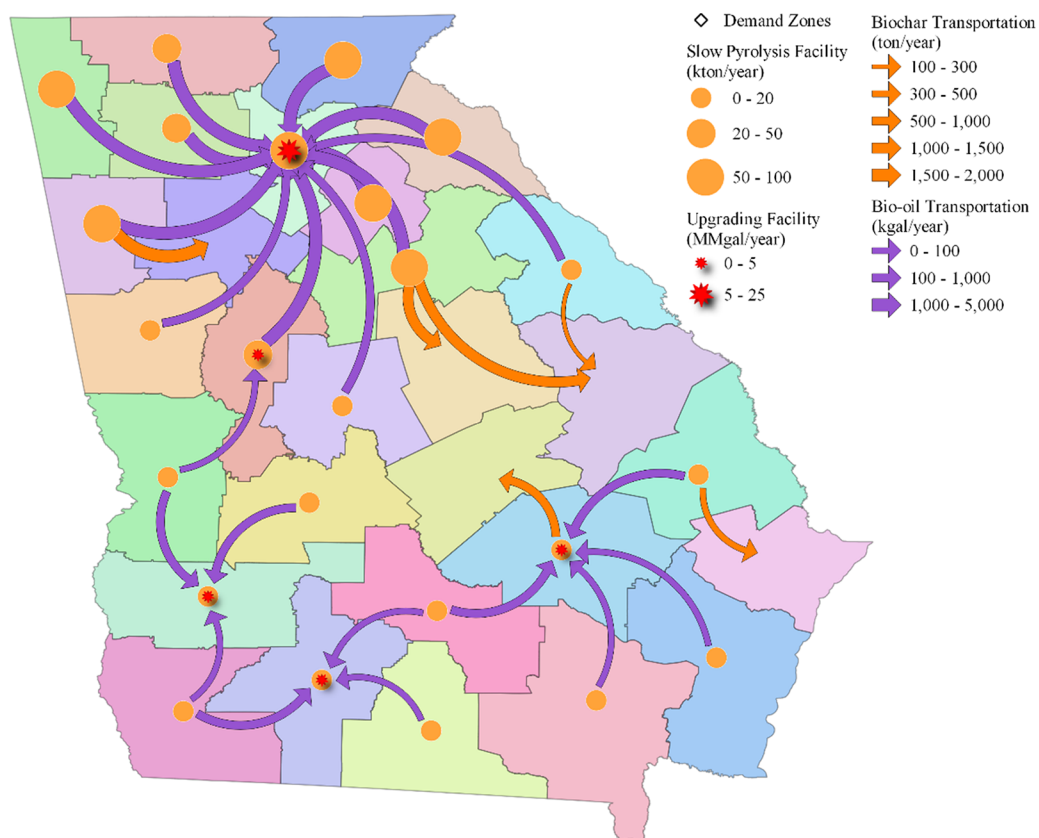 Demand Zones
Slow Pyrolysis Facility
(kton/year)
0 - 20
20 - 50
50 - 100
Upgrading Facility
(MMgal/year)
0 - 5
5 - 25
Biochar Transportation
(ton/year)
100 - 300
300 - 500
500 - 1,000
1,000 - 1,500
1,500 - 2,000
Bio-oil Transportation
(kgal/year)
0 - 100
100 - 1,000
1,000 - 5,000